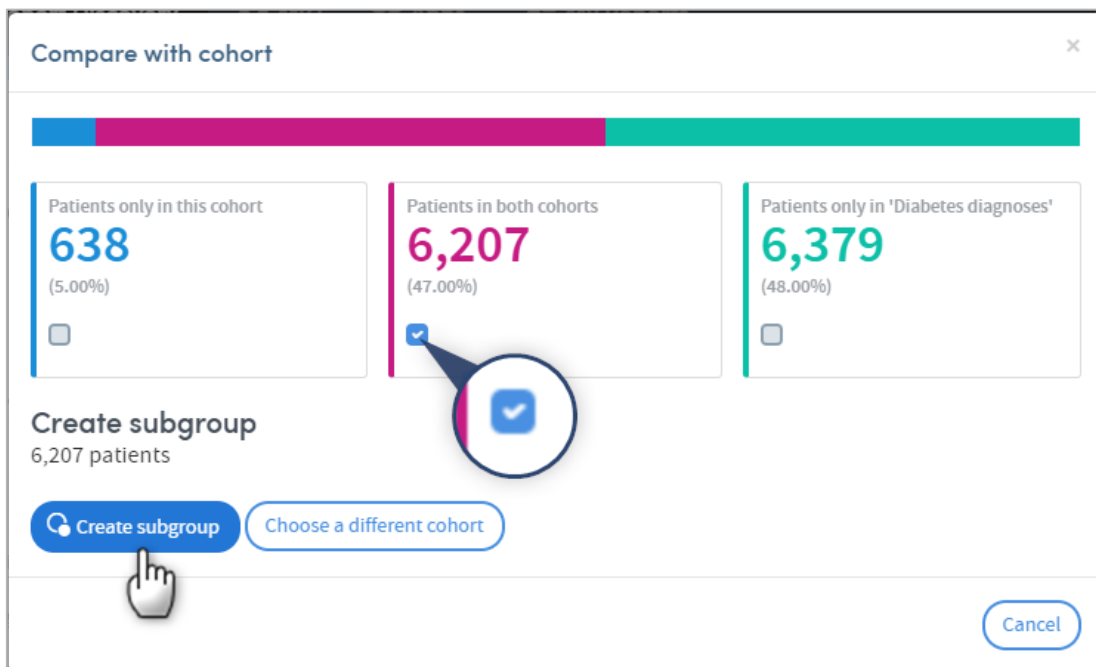 Compare with cohort
×
Patients only in this cohort
638
(5.00%)
Patients in both cohorts
6,207
(47.00%)
Patients only in 'Diabetes diagnoses'
6,379
(48.00%)
Create subgroup
6,207 patients
Create subgroup
Choose a different cohort
Cancel